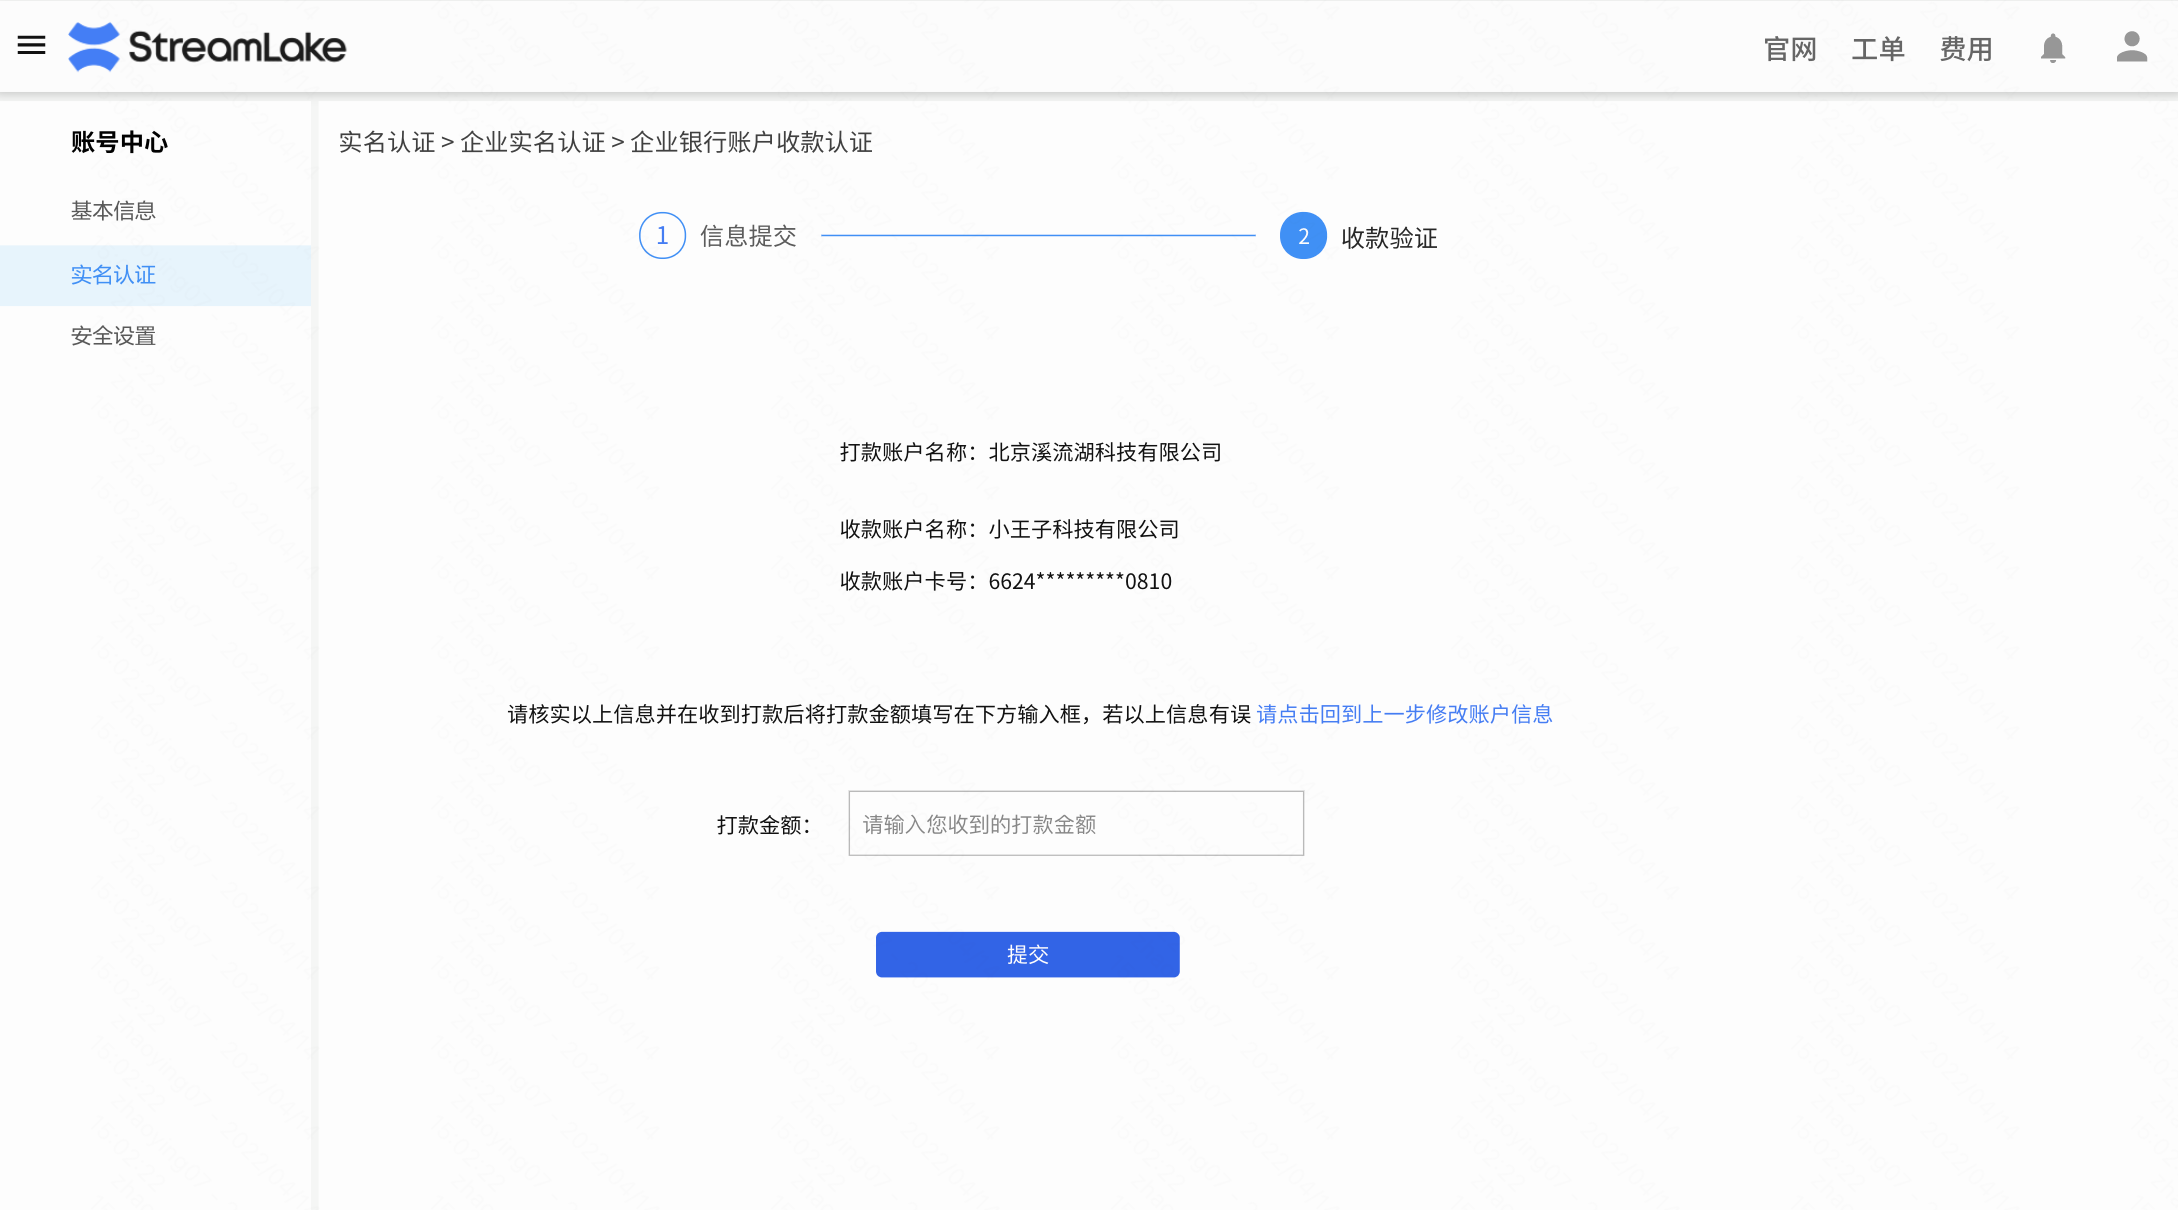 StreamLake
官网 工单 费用
账号中心
基本信息
实名认证
安全设置
实名认证 > 企业实名认证 > 企业银行账户收款认证
1 信息提交
2 收款验证
打款账户名称：北京溪流湖科技有限公司
收款账户名称：小王子科技有限公司
收款账户卡号：6624*********0810
请核实以上信息并在收到打款后将打款金额填写在下方输入框，若以上信息有误 请点击回到上一步修改账户信息
打款金额： 请输入您收到的打款金额
提交